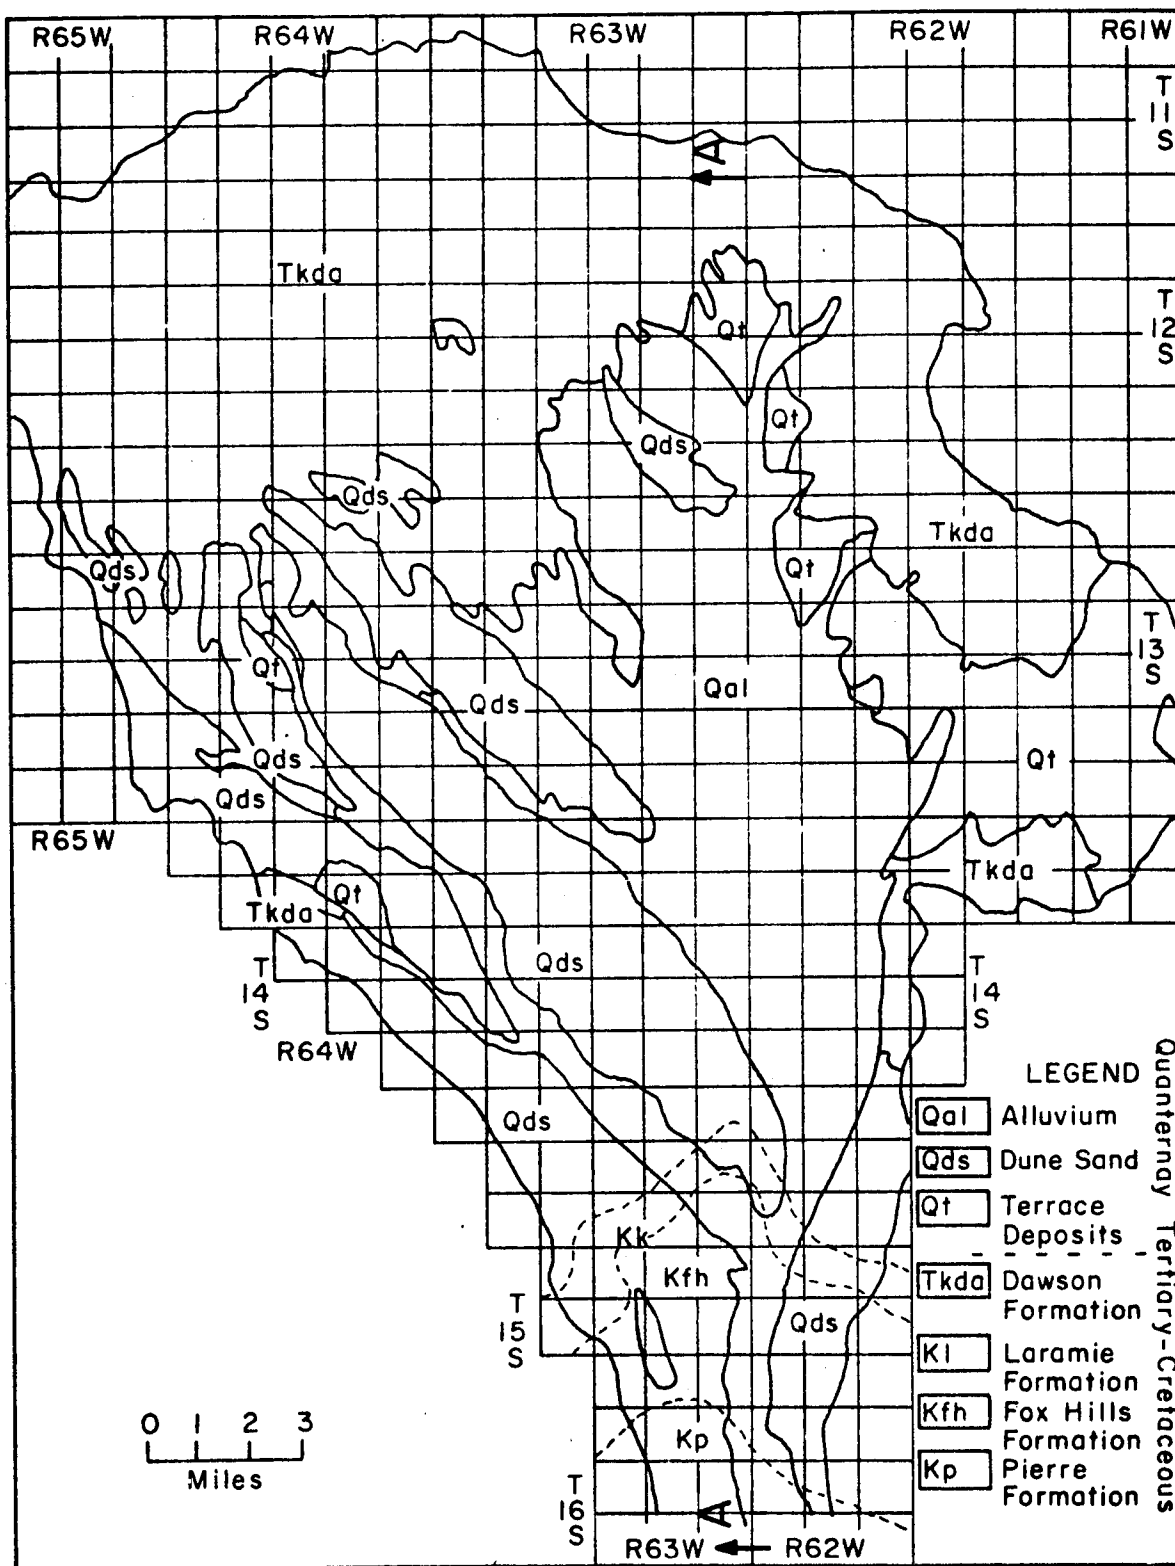 R65W R64W R63W R62W R61W
T
11
S
A
Tkda
Qt
T
12
S
Qt
Qds
Qds
Tkda
Qds
Qt
T
13
S
Qt
Qal
Qds
Qds
Qt
Qds
R65W
Tkda
Qt
Tkda
Qds
T
14
S
T
14
S
R64W
Qds
Kk
Kfh
T
15
S
Qds
Kp
T
16
S
A
R63W R62W
0 1 2 3
Miles
LEGEND
Qal Alluvium
Qds Dune Sand
Qt Terrace
Deposits
Tkda Dawson
Formation
Kl Laramie
Formation
Kfh Fox Hills
Formation
Kp Pierre
Formation
Quanternay Tertiary-Cretaceous